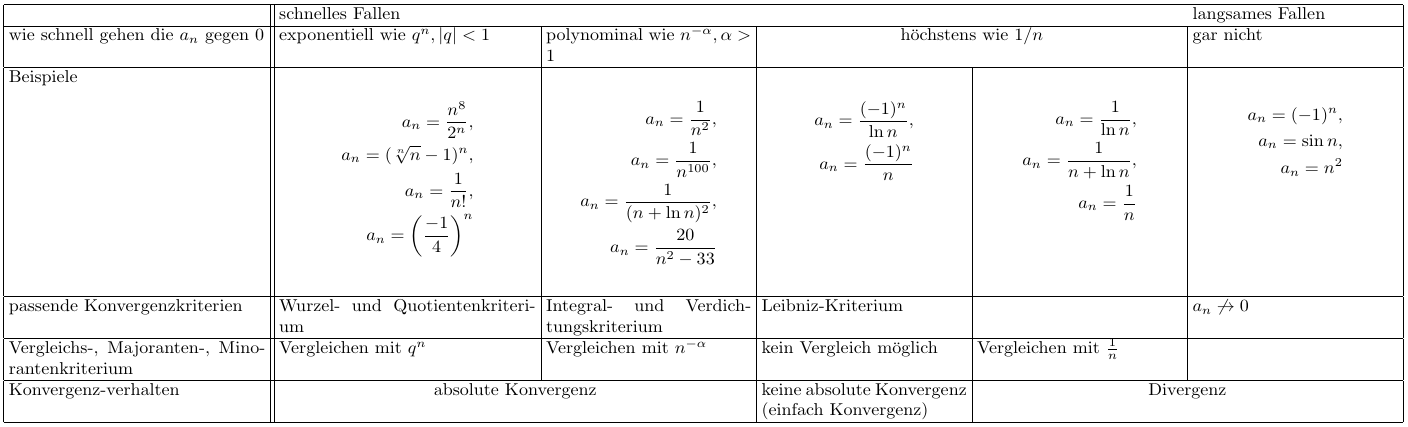 schnelles Fallen langsames Fallen
wie schnell gehen die $a_n$ gegen 0 exponentiell wie $q^n, |q| < 1$ polynominal wie $n^{-\alpha}, \alpha >$ höchstens wie $1/n$ gar nicht
1
Beispiele
$a_n = \frac{n^8}{2^n},$
$a_n = (\sqrt[n]{n} - 1)^n,$
$a_n = \frac{1}{n!},$
$a_n = \left(\frac{-1}{4}\right)^n$
$a_n = \frac{1}{n^2},$
$a_n = \frac{1}{n^{100}},$
$a_n = \frac{1}{(n + \ln n)^2},$
$a_n = \frac{20}{n^2 - 33}$
$a_n = \frac{(-1)^n}{\ln n},$
$a_n = \frac{(-1)^n}{n}$
$a_n = \frac{1}{\ln n},$
$a_n = \frac{1}{n + \ln n},$
$a_n = \frac{1}{n}$
$a_n = (-1)^n,$
$a_n = \sin n,$
$a_n = n^2$
passende Konvergenzkriterien Wurzel- und Quotientenkriteri- Integral- und Verdich- Leibniz-Kriterium $a_n \not\to 0$
um tungskriterium
Vergleichs-, Majoranten-, Mino- Vergleichen mit $q^n$ Vergleichen mit $n^{-\alpha}$ kein Vergleich möglich Vergleichen mit $\frac{1}{n}$
rantenkriterium
Konvergenz-verhalten absolute Konvergenz keine absolute Konvergenz Divergenz
(einfach Konvergenz)